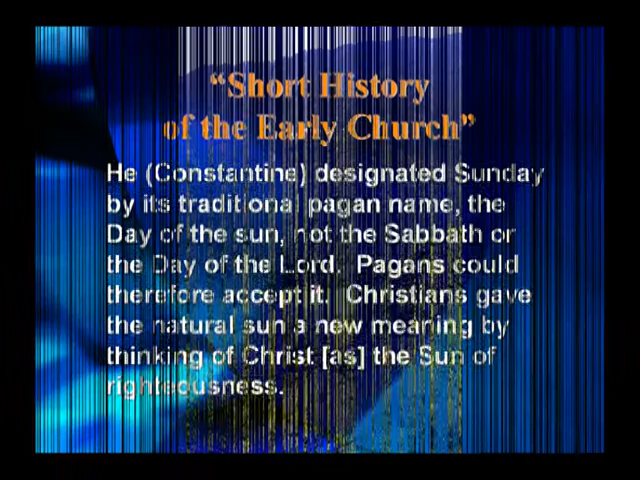 “Short History
of the Early Church”
He (Constantine) designated Sunday
by its traditional pagan name, the
Day of the sun, not the Sabbath or
the Day of the Lord. Pagans could
therefore accept it. Christians gave
the natural sun a new meaning by
thinking of Christ [as] the Sun of
righteousness.